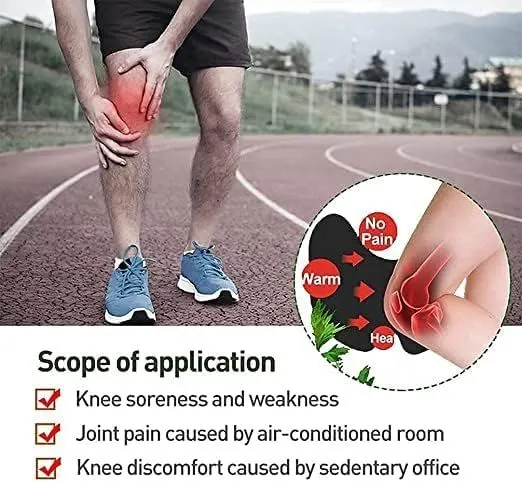 No
Pain
Warm
Hea
Scope of application
Knee soreness and weakness
Joint pain caused by air-conditioned room
Knee discomfort caused by sedentary office